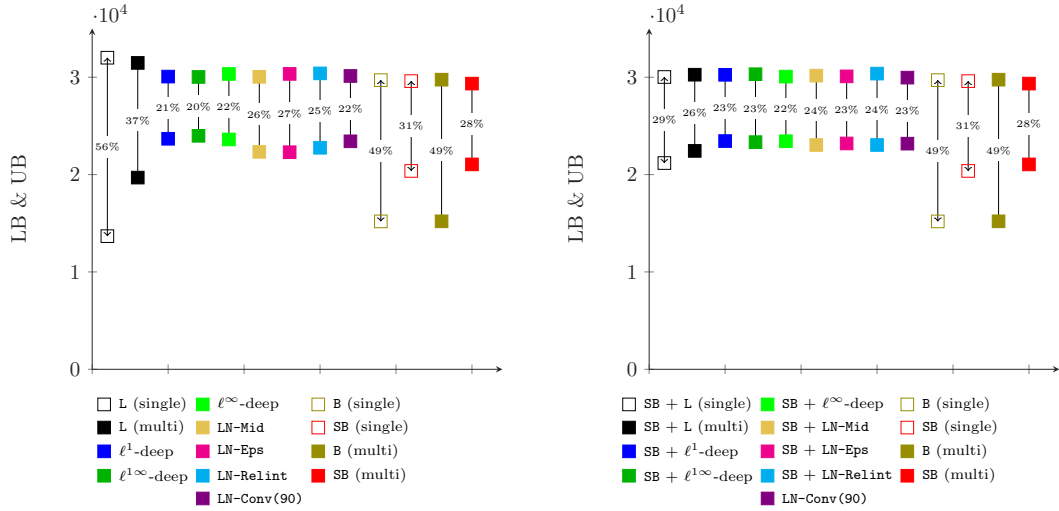 ·10⁴
3
2
1
0
LB & UB
56%
37%
21%
20%
22%
26%
27%
25%
22%
49%
31%
49%
28%
L (single)
L (multi)
ℓ¹-deep
ℓ¹∞-deep
ℓ∞-deep
LN-Mid
LN-Eps
LN-Relint
LN-Conv(90)
B (single)
SB (single)
B (multi)
SB (multi)
·10⁴
3
2
1
0
LB & UB
29%
26%
23%
23%
22%
24%
23%
24%
23%
49%
31%
49%
28%
SB + L (single)
SB + L (multi)
SB + ℓ¹-deep
SB + ℓ¹∞-deep
SB + ℓ∞-deep
SB + LN-Mid
SB + LN-Eps
SB + LN-Relint
LN-Conv(90)
B (single)
SB (single)
B (multi)
SB (multi)